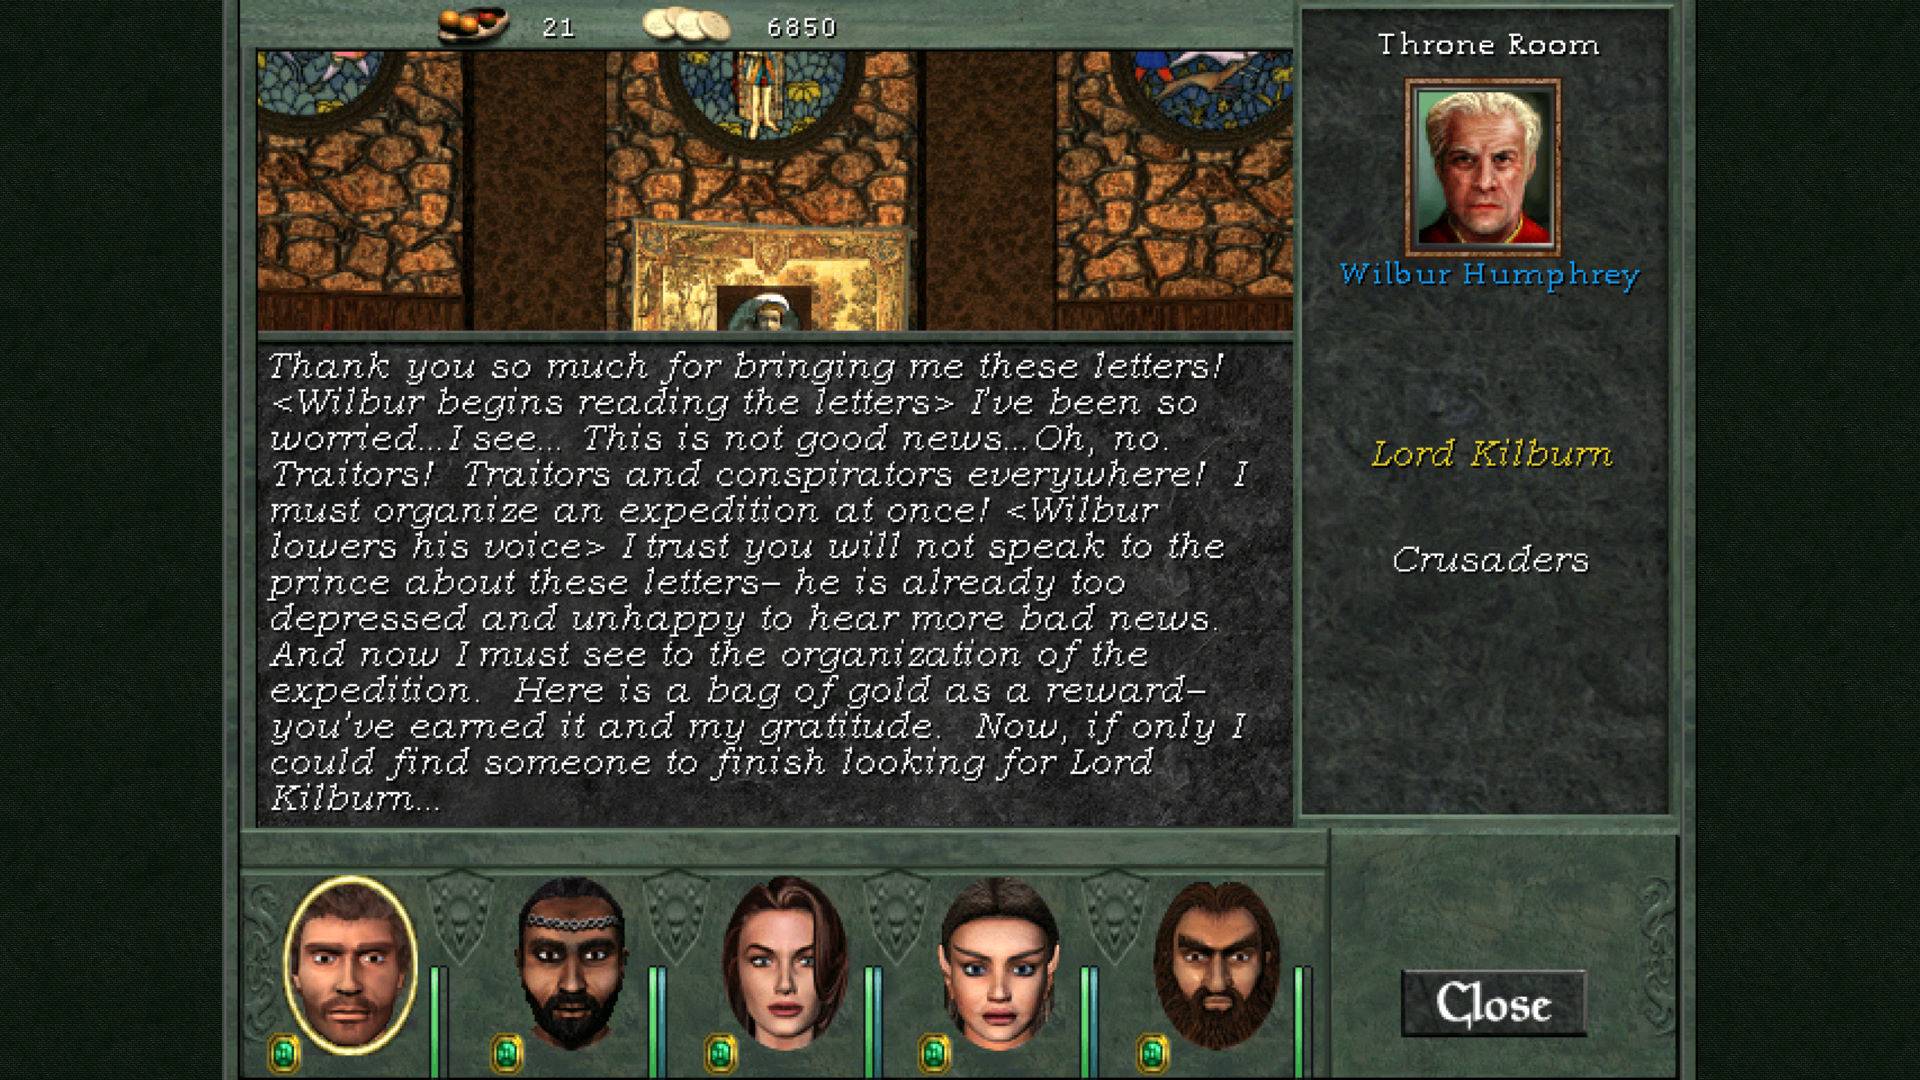 21 6850
Throne Room
Wilbur Humphrey
Lord Kilburn
Crusaders
Thank you so much for bringing me these letters!
<Wilbur begins reading the letters> I've been so
worried...I see... This is not good news...Oh, no.
Traitors! Traitors and conspirators everywhere! I
must organize an expedition at once! <Wilbur
lowers his voice> I trust you will not speak to the
prince about these letters– he is already too
depressed and unhappy to hear more bad news.
And now I must see to the organization of the
expedition. Here is a bag of gold as a reward–
you've earned it and my gratitude. Now, if only I
could find someone to finish looking for Lord
Kilburn...
Close